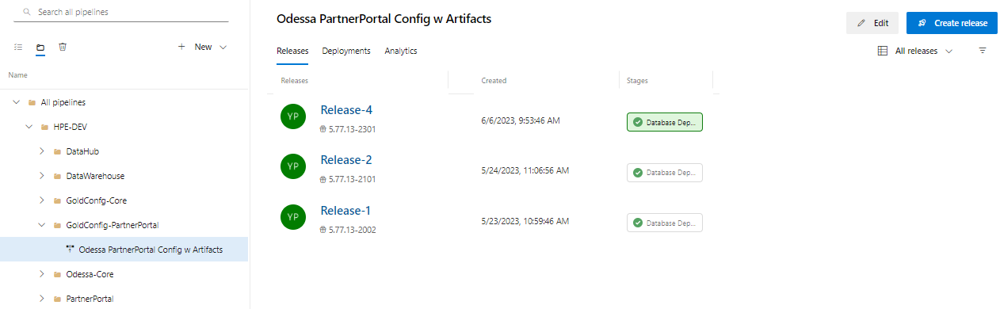 Search all pipelines
New
Name
All pipelines
HPE-DEV
DataHub
DataWarehouse
GoldConfg-Core
GoldConfig-PartnerPortal
Odessa PartnerPortal Config w Artifacts
Odessa-Core
PartnerPortal
Odessa PartnerPortal Config w Artifacts
Edit
Create release
Releases Deployments Analytics
All releases
Releases Created Stages
YP Release-4
5.77.13-2301
6/6/2023, 9:53:46 AM
Database Dep...
YP Release-2
5.77.13-2101
5/24/2023, 11:06:56 AM
Database Dep...
YP Release-1
5.77.13-2002
5/23/2023, 10:59:46 AM
Database Dep...